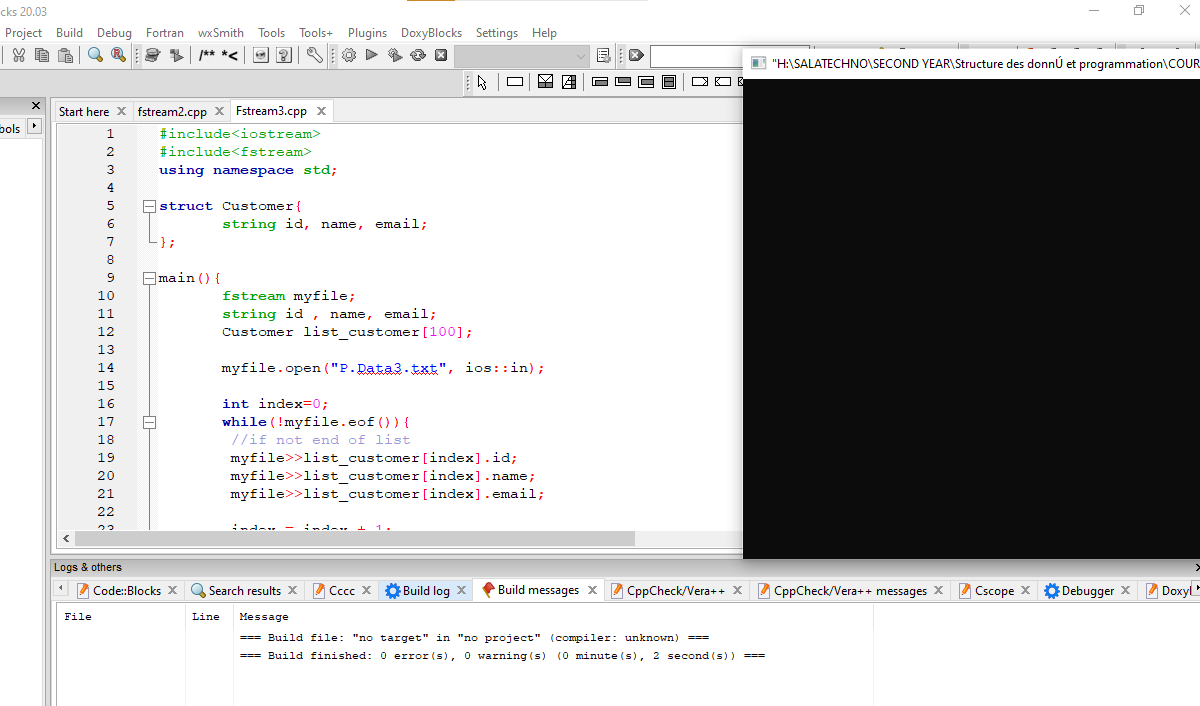 cks 20.03
Project Build Debug Fortran wxSmith Tools Tools+ Plugins DoxyBlocks Settings Help
/** *<
"H:\SALATECHNO\SECOND YEAR\Structure des donnÚ et programmation\COUR
bols
Start here fstream2.cpp Fstream3.cpp
1 #include<iostream>
2 #include<fstream>
3 using namespace std;
4
5 struct Customer{
6 string id, name, email;
7 };
8
9 main(){
10 fstream myfile;
11 string id , name, email;
12 Customer list_customer[100];
13
14 myfile.open("P.Data3.txt", ios::in);
15
16 int index=0;
17 while(!myfile.eof()){
18 //if not end of list
19 myfile>>list_customer[index].id;
20 myfile>>list_customer[index].name;
21 myfile>>list_customer[index].email;
22
23 index = index + 1;
Logs & others
Code::Blocks Search results Cccc Build log Build messages CppCheck/Vera++ CppCheck/Vera++ messages Cscope Debugger DoxyI
File Line Message
=== Build file: "no target" in "no project" (compiler: unknown) ===
=== Build finished: 0 error(s), 0 warning(s) (0 minute(s), 2 second(s)) ===